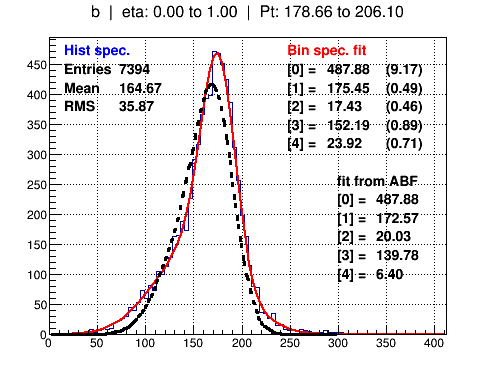 b | eta: 0.00 to 1.00 | Pt: 178.66 to 206.10
Hist spec.
Entries 7394
Mean 164.67
RMS 35.87
Bin spec. fit
[0] = 487.88 (9.17)
[1] = 175.45 (0.49)
[2] = 17.43 (0.46)
[3] = 152.19 (0.89)
[4] = 23.92 (0.71)
fit from ABF
[0] = 487.88
[1] = 172.57
[2] = 20.03
[3] = 139.78
[4] = 6.40
450
400
350
300
250
200
150
100
50
0
0 50 100 150 200 250 300 350 400